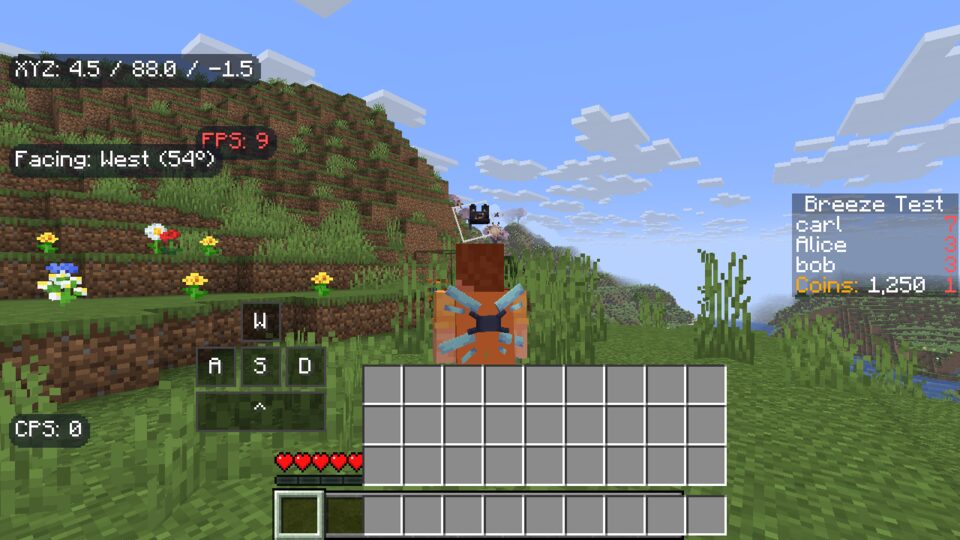 XYZ: 4.5 / 88.0 / -1.5
FPS: 9
Facing: West (54°)
Breeze Test
carl 7
Alice 3
bob 3
Coins: 1,250 1
W
A S D
^
CPS: 0